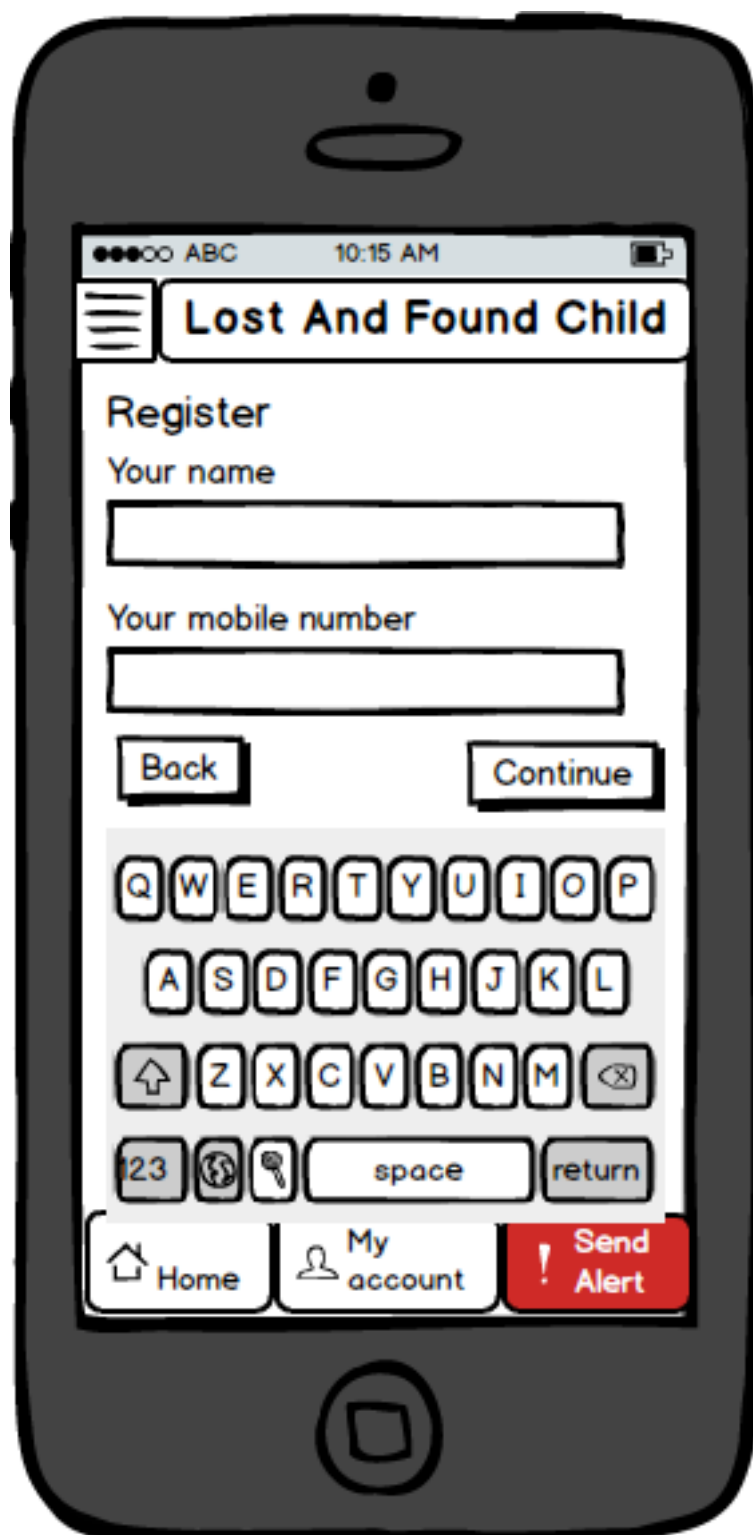 ABC 10:15 AM
Lost And Found Child
Register
Your name
Your mobile number
Back Continue
Q W E R T Y U I O P
A S D F G H J K L
Z X C V B N M
123 space return
Home My account ! Send Alert